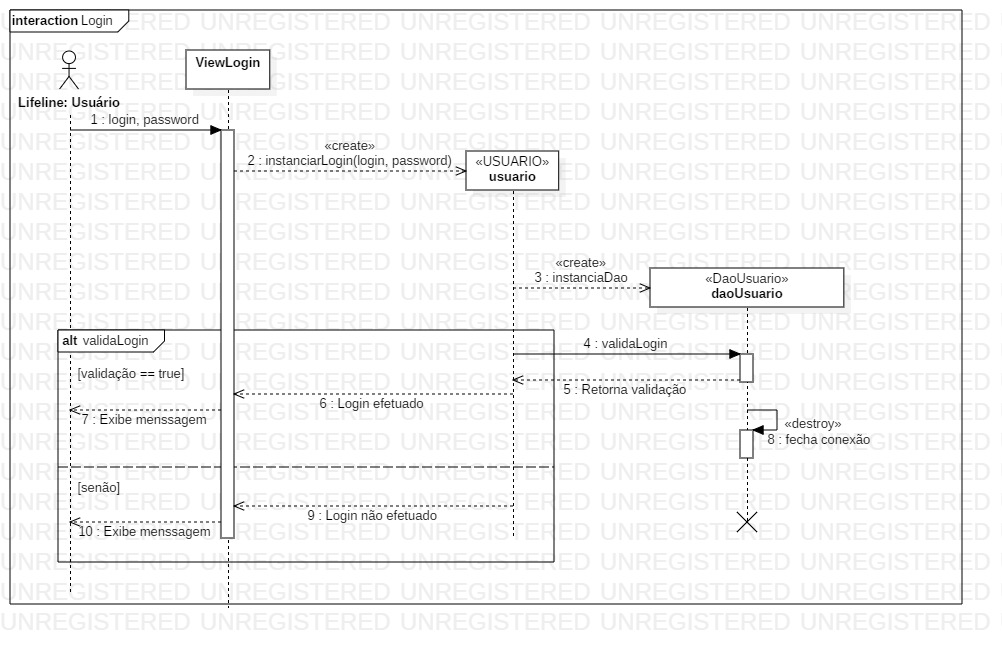 interaction Login
ViewLogin
Lifeline: Usuário
1 : login, password
«create»
2 : instanciarLogin(login, password)
«USUARIO»
usuario
«create»
3 : instanciaDao
«DaoUsuario»
daoUsuario
alt validaLogin
4 : validaLogin
[validação == true]
5 : Retorna validação
6 : Login efetuado
7 : Exibe menssagem
«destroy»
8 : fecha conexão
[senão]
9 : Login não efetuado
10 : Exibe menssagem
UNREGISTERED